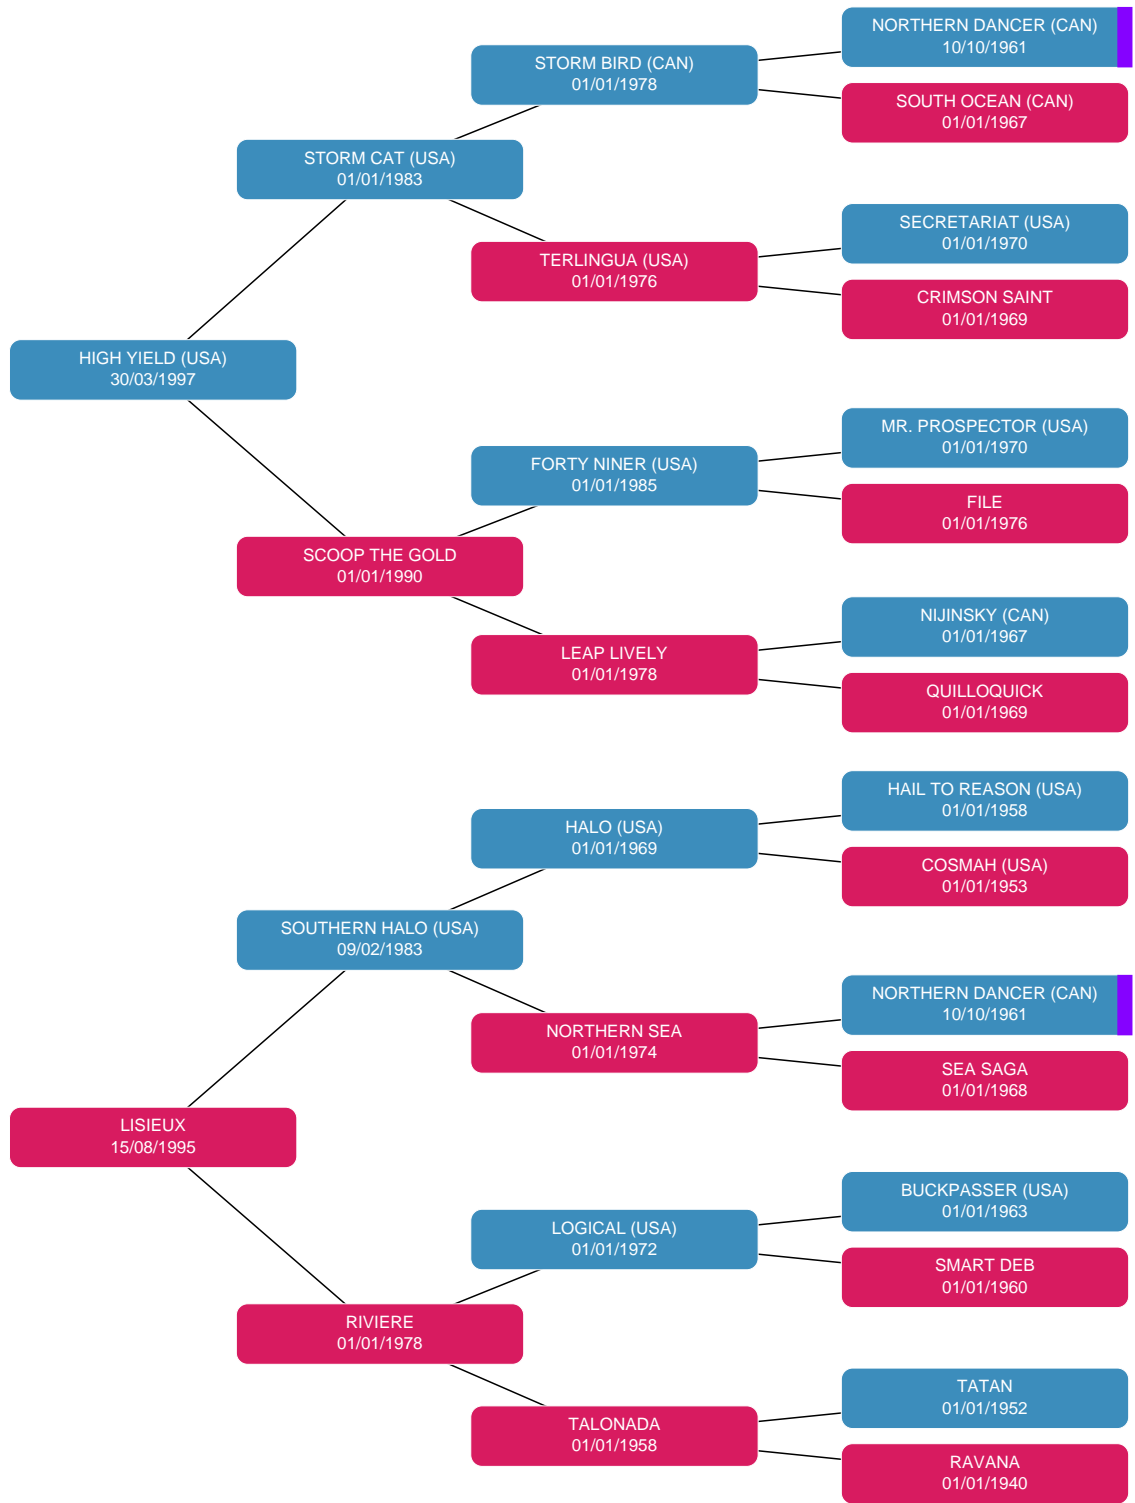 NORTHERN DANCER (CAN)
10/10/1961
STORM BIRD (CAN)
01/01/1978
SOUTH OCEAN (CAN)
01/01/1967
STORM CAT (USA)
01/01/1983
SECRETARIAT (USA)
01/01/1970
TERLINGUA (USA)
01/01/1976
CRIMSON SAINT
01/01/1969
HIGH YIELD (USA)
30/03/1997
MR. PROSPECTOR (USA)
01/01/1970
FORTY NINER (USA)
01/01/1985
FILE
01/01/1976
SCOOP THE GOLD
01/01/1990
NIJINSKY (CAN)
01/01/1967
LEAP LIVELY
01/01/1978
QUILLOQUICK
01/01/1969
HAIL TO REASON (USA)
01/01/1958
HALO (USA)
01/01/1969
COSMAH (USA)
01/01/1953
SOUTHERN HALO (USA)
09/02/1983
NORTHERN DANCER (CAN)
10/10/1961
NORTHERN SEA
01/01/1974
SEA SAGA
01/01/1968
LISIEUX
15/08/1995
BUCKPASSER (USA)
01/01/1963
LOGICAL (USA)
01/01/1972
SMART DEB
01/01/1960
RIVIERE
01/01/1978
TATAN
01/01/1952
TALONADA
01/01/1958
RAVANA
01/01/1940